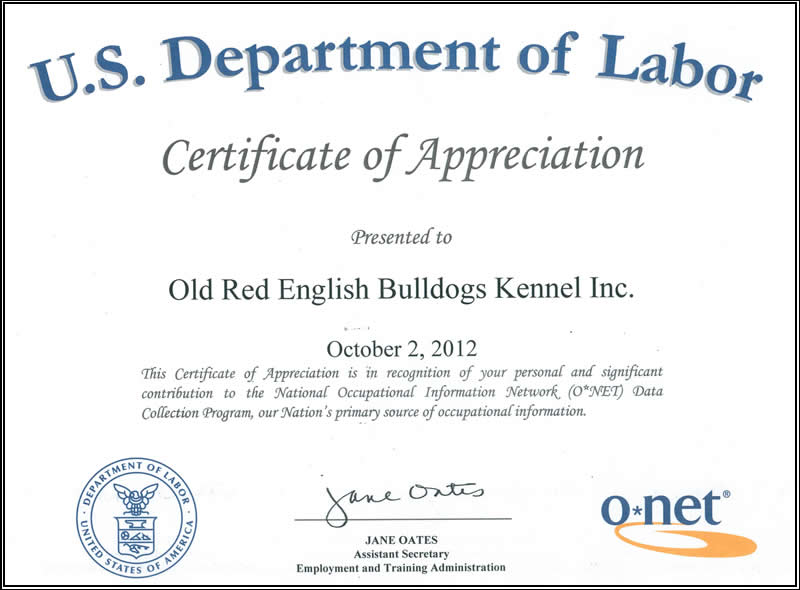 U.S. Department of Labor
Certificate of Appreciation
Presented to
Old Red English Bulldogs Kennel Inc.
October 2, 2012
This Certificate of Appreciation is in recognition of your personal and significant
contribution to the National Occupational Information Network (O*NET) Data
Collection Program, our Nation's primary source of occupational information.
DEPARTMENT OF LABOR
UNITED STATES OF AMERICA
Jane Oates
JANE OATES
Assistant Secretary
Employment and Training Administration
o*net®